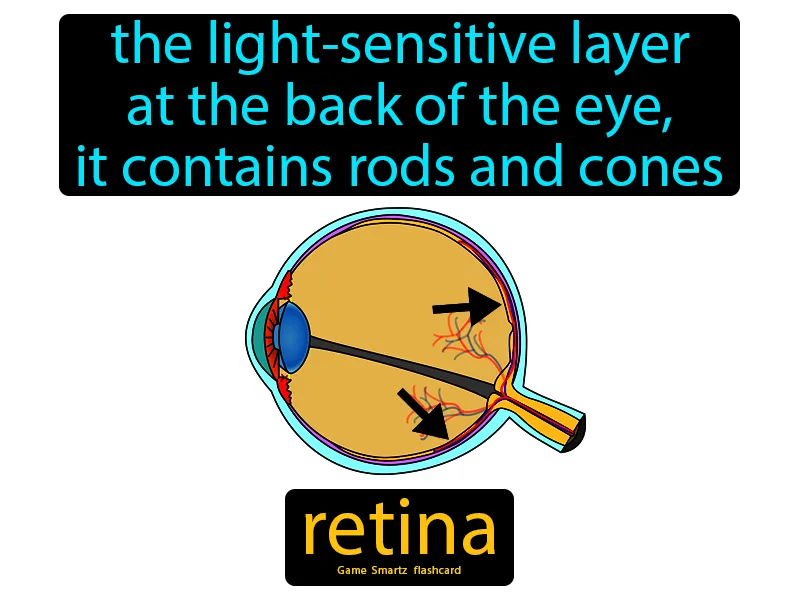 the light-sensitive layer
at the back of the eye,
it contains rods and cones
retina
Game Smartz flashcard